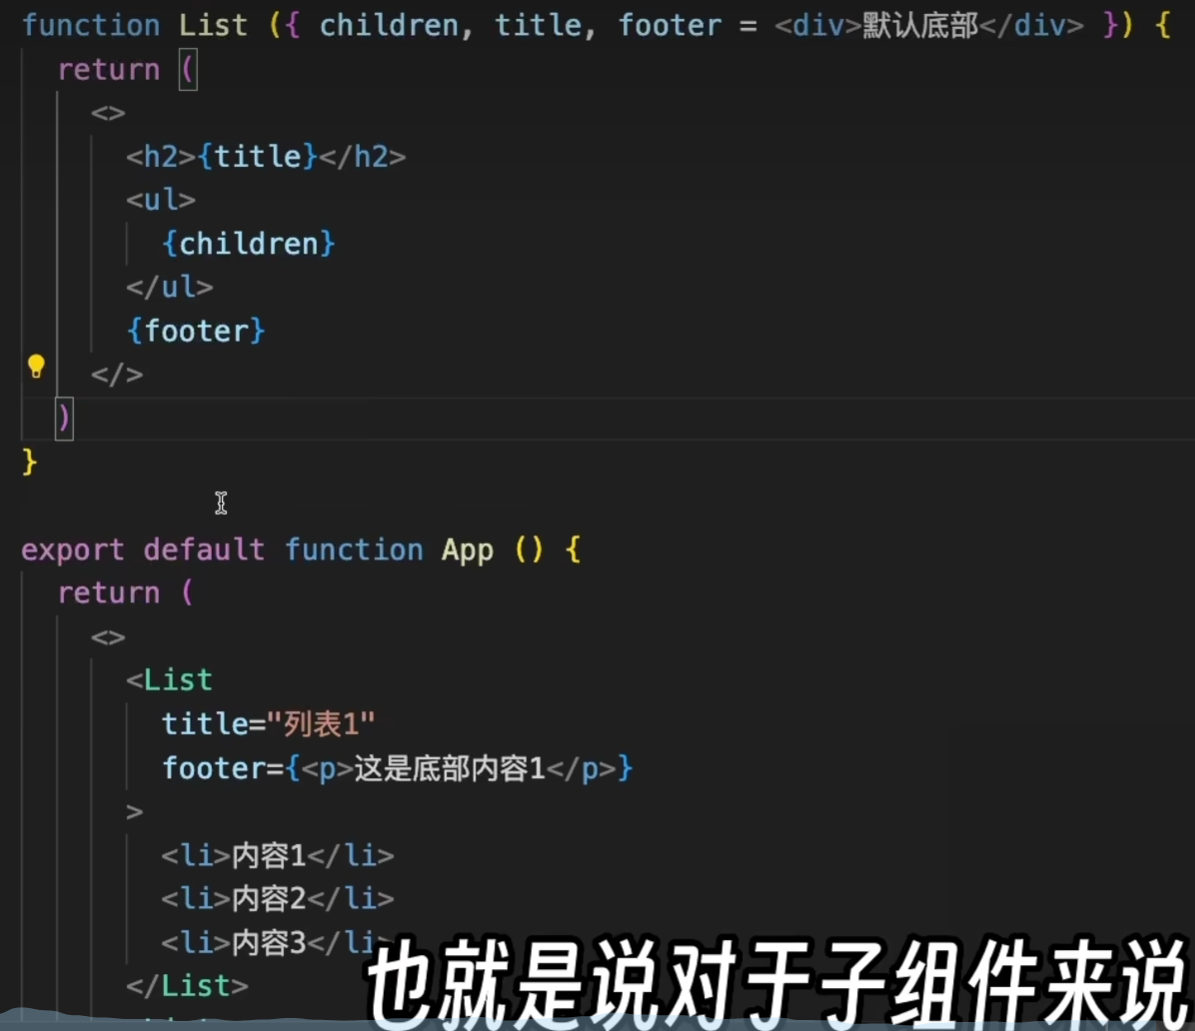 function List ({ children, title, footer = <div>默认底部</div> }) {
  return (
    <>
      <h2>{title}</h2>
      <ul>
        {children}
      </ul>
      {footer}
    </>
  )
}
export default function App () {
  return (
    <>
      <List
        title="列表1"
        footer={<p>这是底部内容1</p>}
      >
        <li>内容1</li>
        <li>内容2</li>
        <li>内容3</li>
      </List>
也就是说对于子组件来说